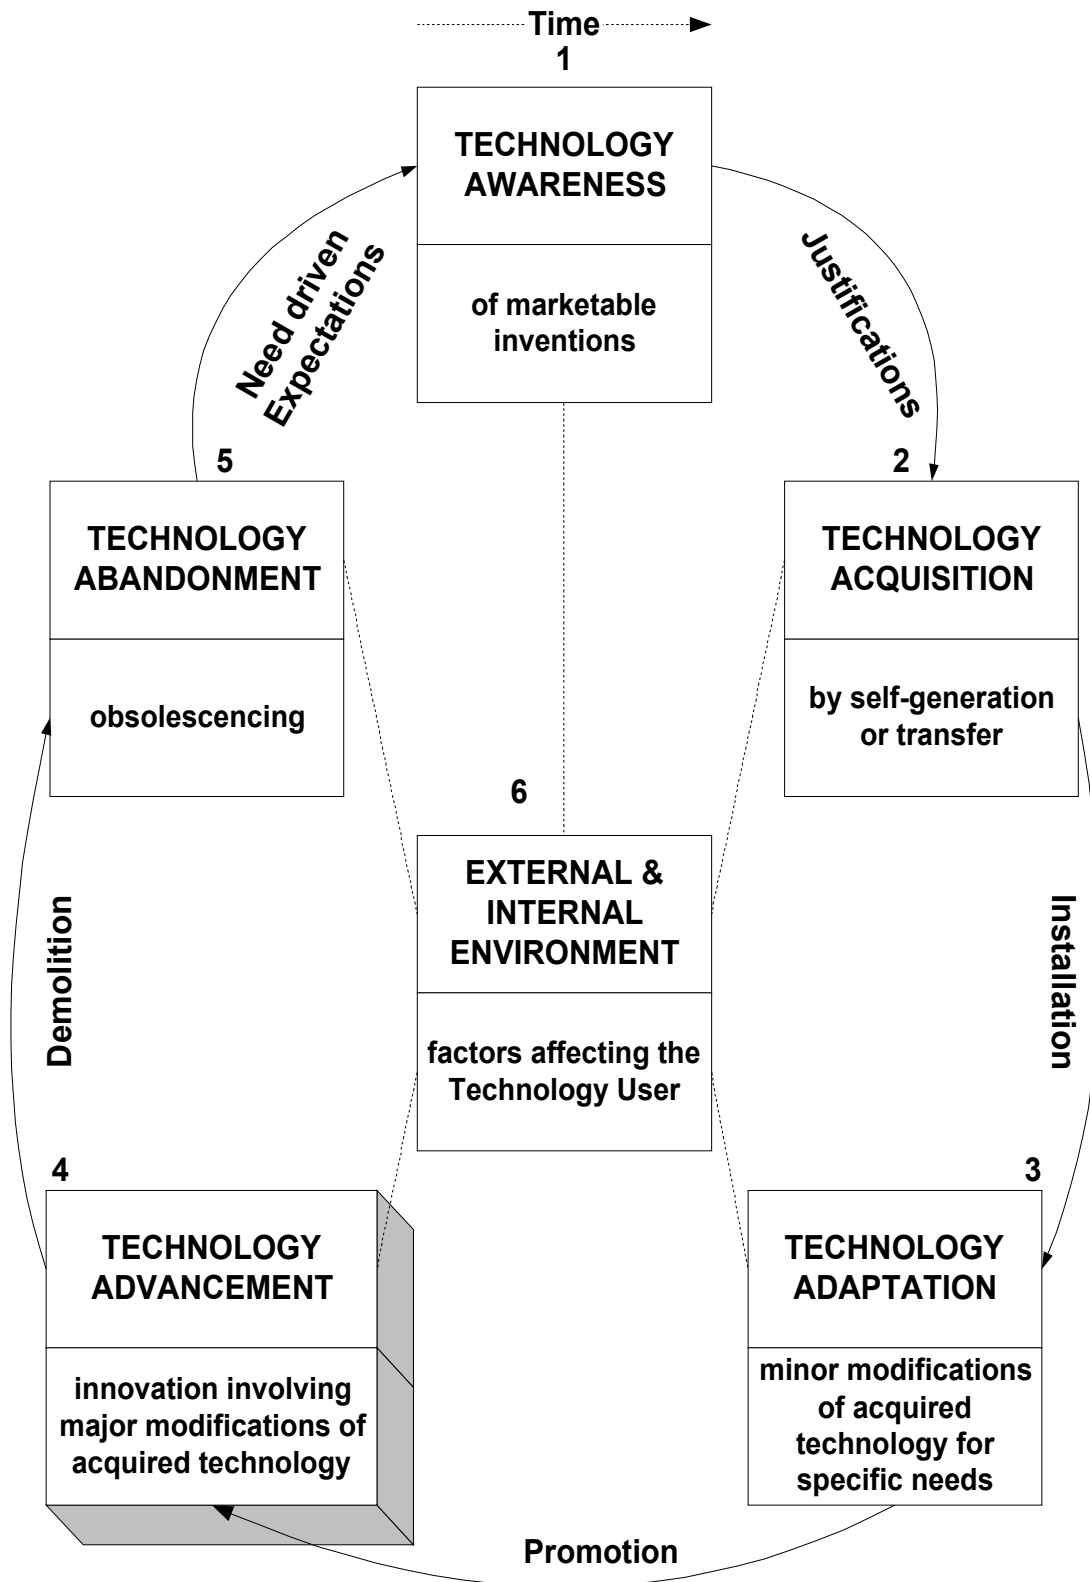 Time
1
TECHNOLOGY
AWARENESS
of marketable
inventions
Need driven
Expectations
Justifications
5
TECHNOLOGY
ABANDONMENT
obsolescencing
2
TECHNOLOGY
ACQUISITION
by self-generation
or transfer
6
EXTERNAL &
INTERNAL
ENVIRONMENT
factors affecting the
Technology User
Demolition
Installation
4
TECHNOLOGY
ADVANCEMENT
innovation involving
major modifications of
acquired technology
3
TECHNOLOGY
ADAPTATION
minor modifications
of acquired
technology for
specific needs
Promotion